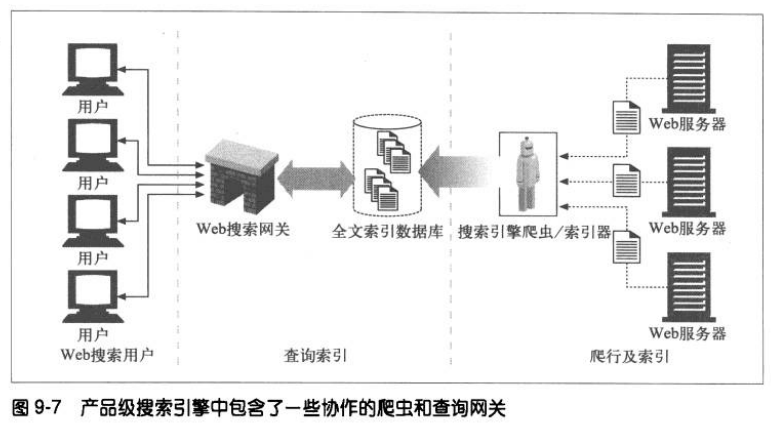 用户
用户
用户
用户
Web搜索用户
Web搜索网关
全文索引数据库
查询索引
搜索引擎爬虫/索引器
Web服务器
Web服务器
Web服务器
爬行及索引
图 9-7 产品级搜索引擎中包含了一些协作的爬虫和查询网关